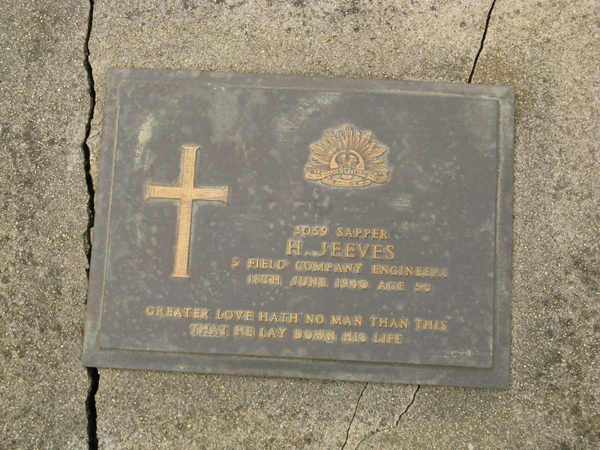 3059 SAPPER
H. JEEVES
5 FIELD COMPANY ENGINEERS
18TH JUNE 1940 AGE
GREATER LOVE HATH NO MAN THAN THIS
THAT HE LAY DOWN HIS LIFE